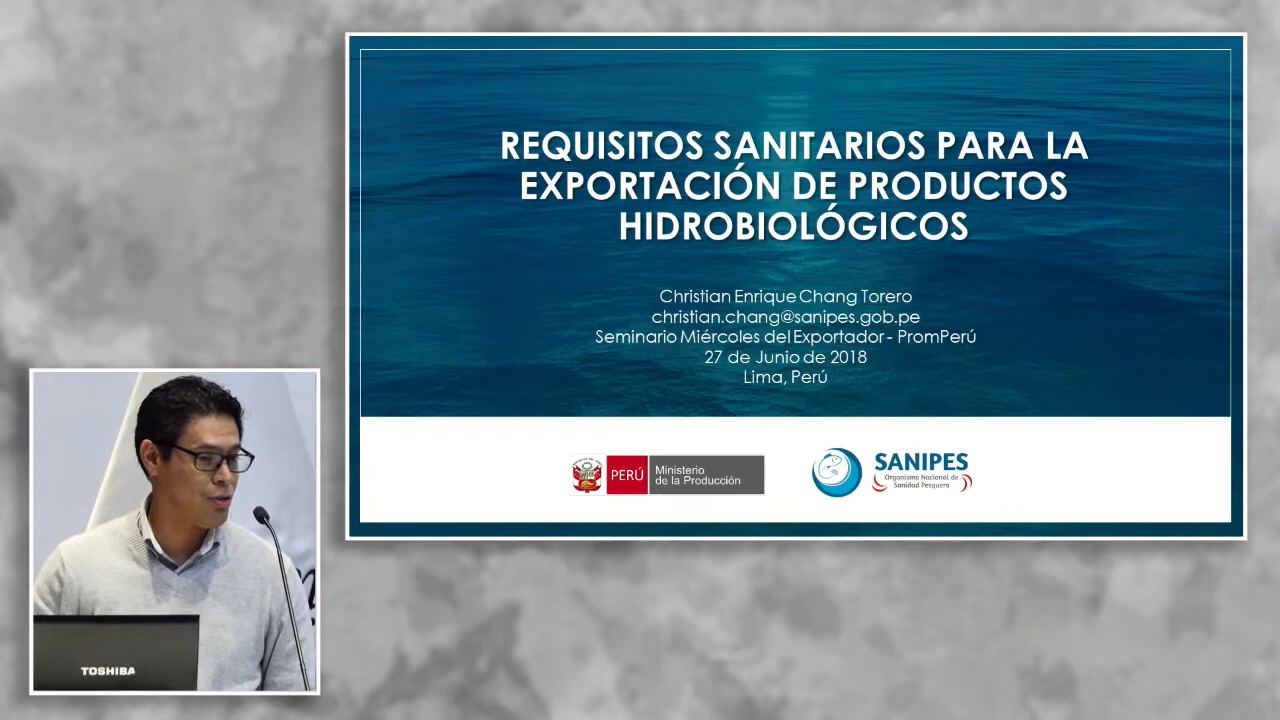 REQUISITOS SANITARIOS PARA LA
EXPORTACIÓN DE PRODUCTOS
HIDROBIOLÓGICOS
Christian Enrique Chang Torero
christian.chang@sanipes.gob.pe
Seminario Miércoles del Exportador - PromPerú
27 de Junio de 2018
Lima, Perú
PERÚ
Ministerio
de la Producción
SANIPES
Organismo Nacional de
Sanidad Pesquera
TOSHIBA